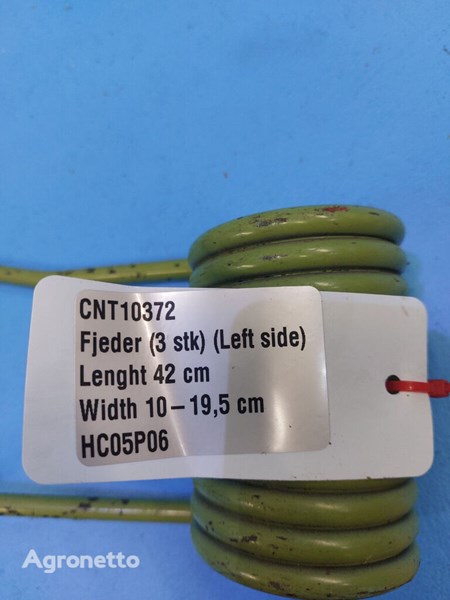 CNT10372
Fjeder (3 stk) (Left side)
Lenght 42 cm
Width 10 – 19,5 cm
HC05P06
Agronetto